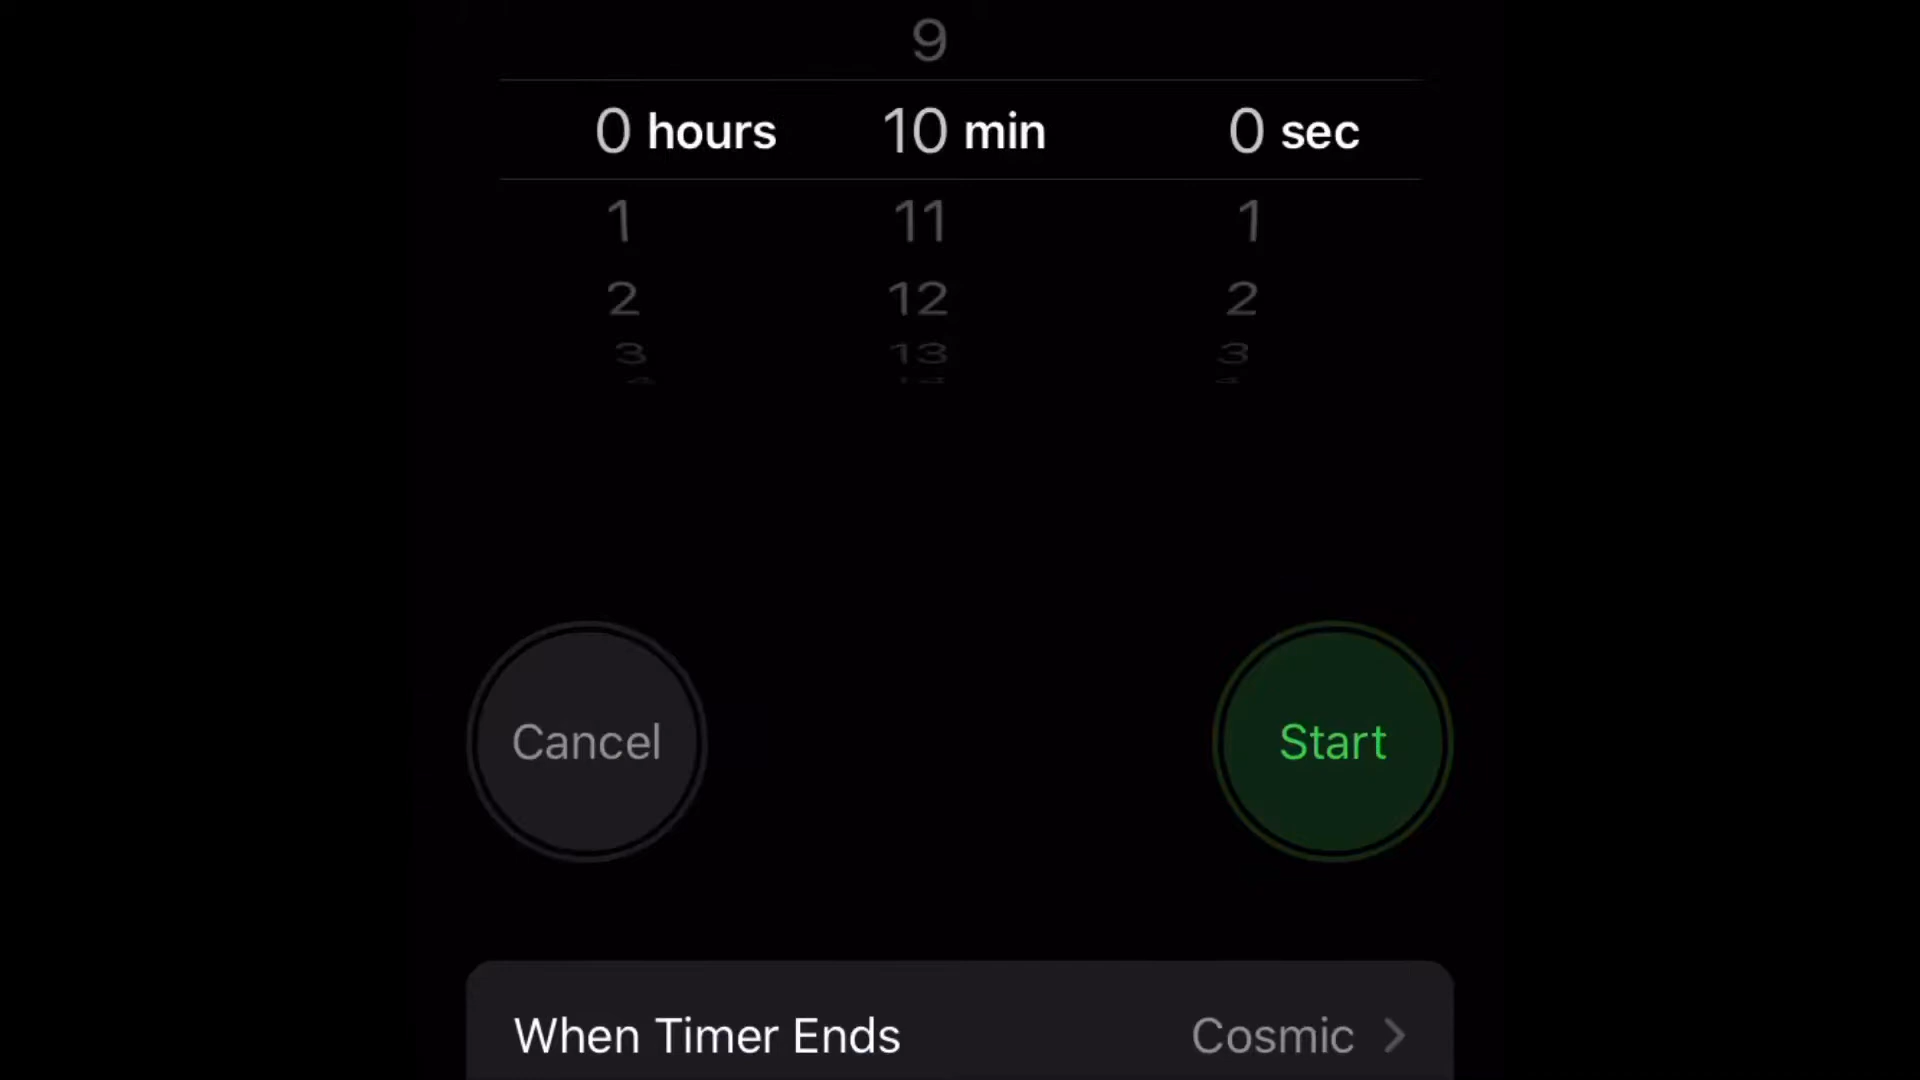 9
0 hours 10 min 0 sec
1 11 1
2 12 2
3 13 3
Cancel Start
When Timer Ends Cosmic